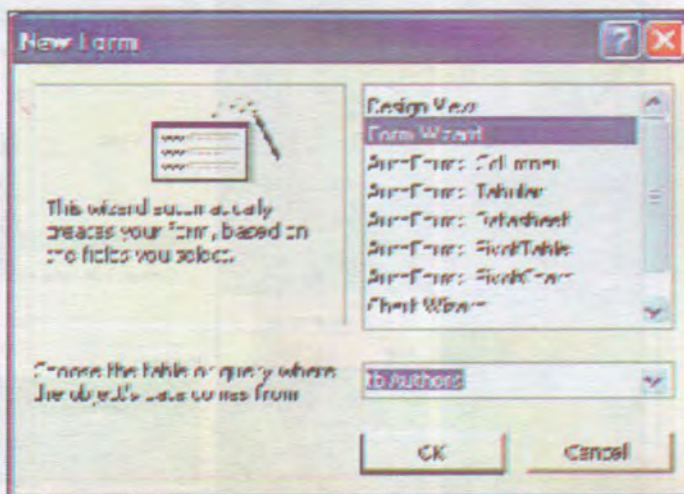 New Form
This wizard automatically
creates your form, based on
the fields you select.
Design View
Form Wizard
AutoForm: Columnar
AutoForm: Tabular
AutoForm: Datasheet
AutoForm: PivotTable
AutoForm: PivotChart
Chart Wizard
Choose the table or query where
the object's data comes from
Authors
OK
Cancel